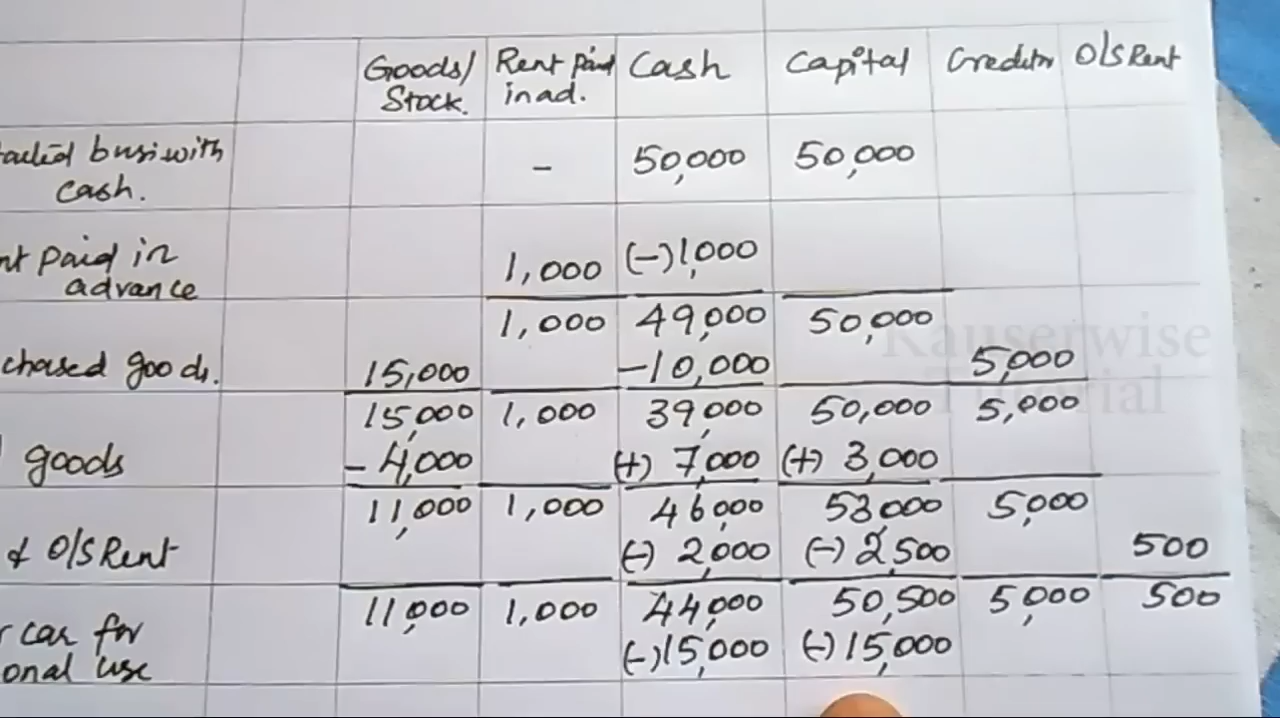 Goods/ Rent paid Cash Capital Creditor O/S Rent
Stock. in ad.
busi with - 50,000 50,000
cash.
paid in 1,000 (-) 1,000
advance
1,000 49,000 50,000
chased goods. 15,000 -10,000 5,000
15,000 1,000 39,000 50,000 5,000
goods - 4,000 (+) 7,000 (+) 3,000
11,000 1,000 46,000 53,000 5,000
& O/S Rent (-) 2,000 (-) 2,500 500
11,000 1,000 44,000 50,500 5,000 500
car for (-) 15,000 (-) 15,000
onal use
Kauserwise
Tutorial